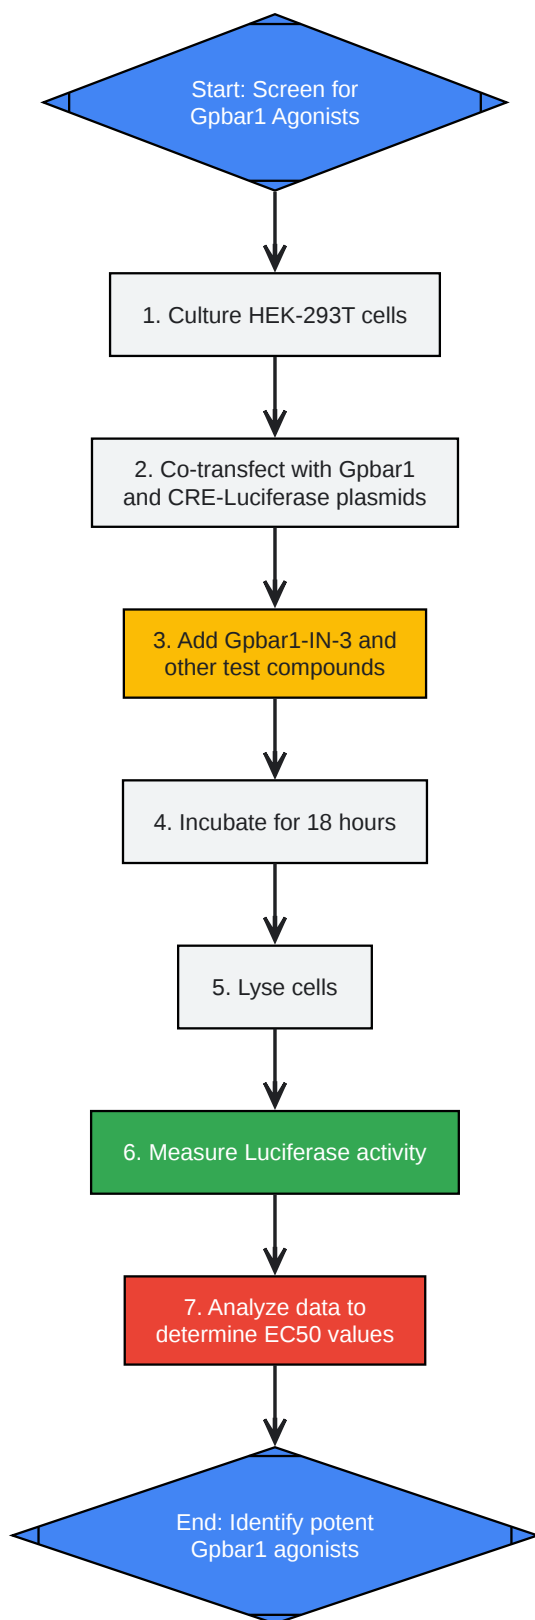 Start: Screen for
Gpbar1 Agonists
1. Culture HEK-293T cells
2. Co-transfect with Gpbar1
and CRE-Luciferase plasmids
3. Add Gpbar1-IN-3 and
other test compounds
4. Incubate for 18 hours
5. Lyse cells
6. Measure Luciferase activity
7. Analyze data to
determine EC50 values
End: Identify potent
Gpbar1 agonists